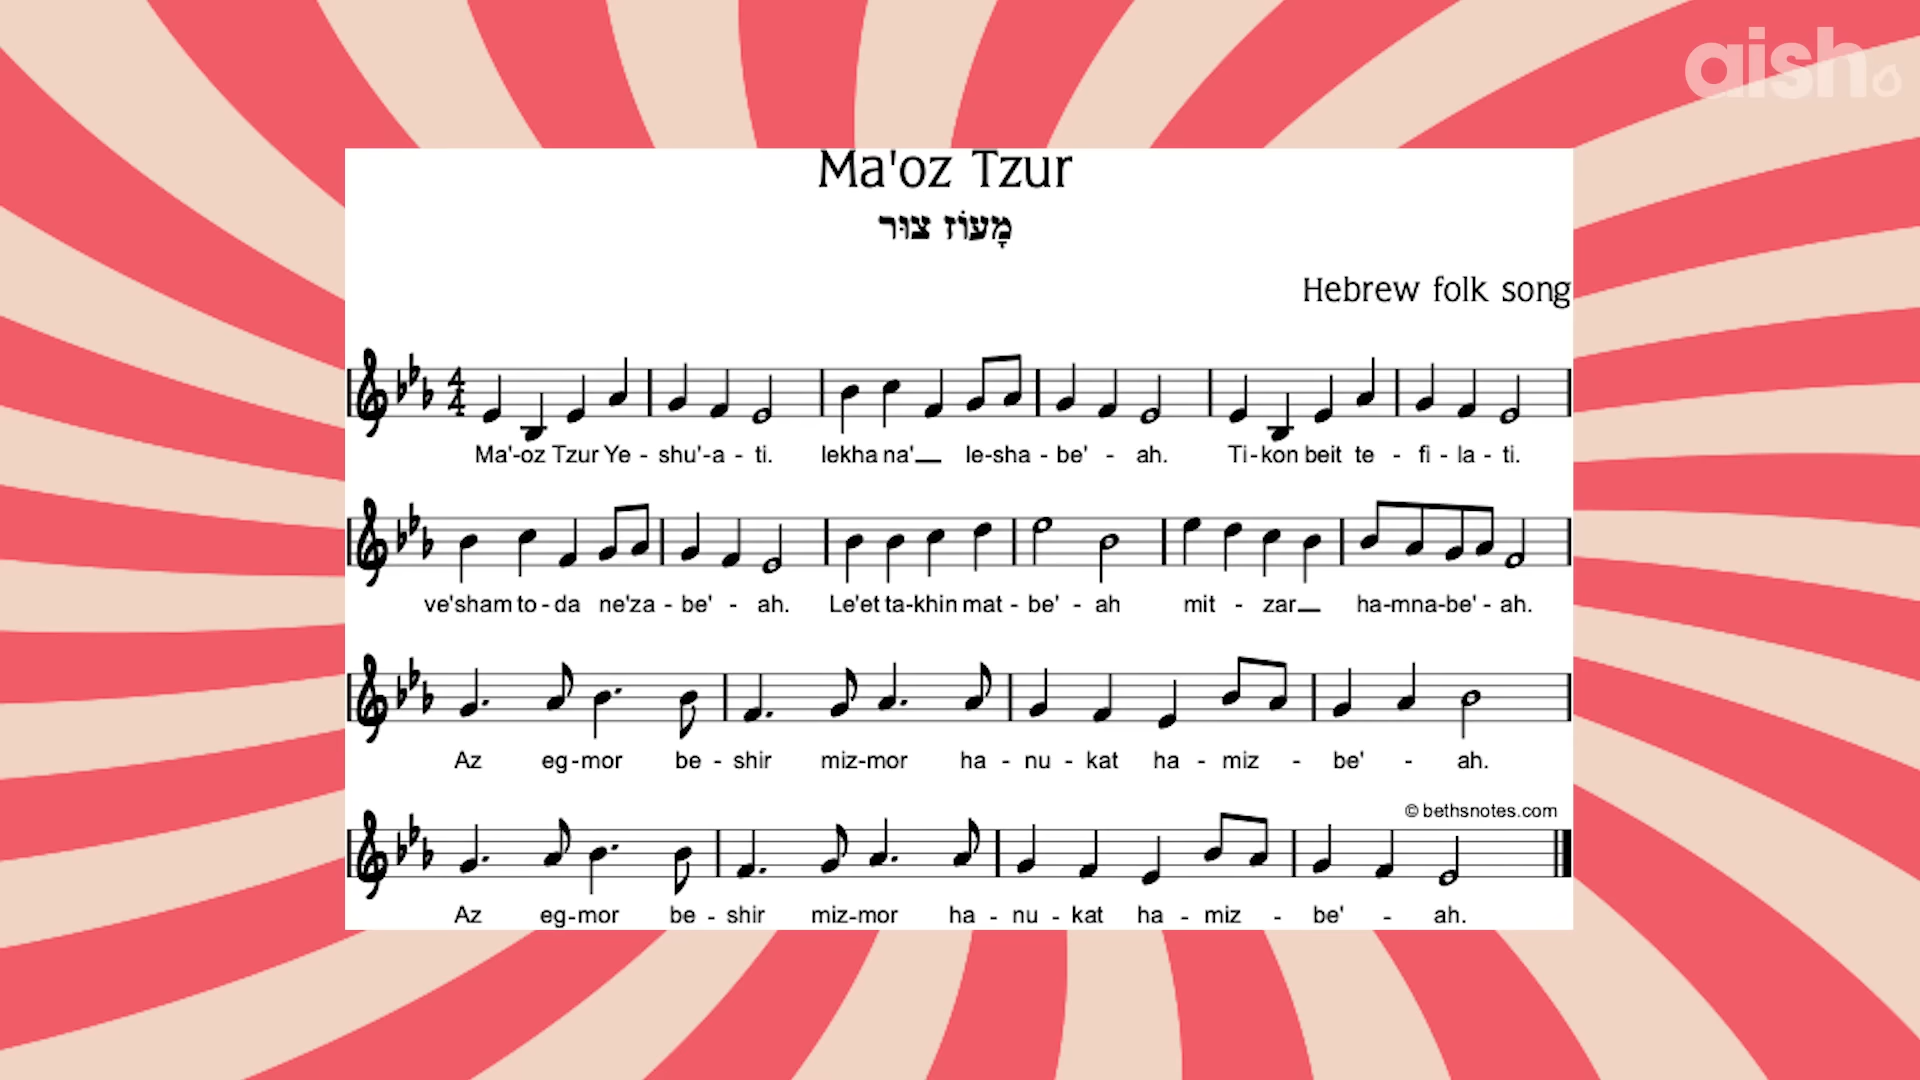 aish
Ma'oz Tzur
מָעוֹז צוּר
Hebrew folk song
Ma'-oz Tzur Ye - shu'-a - ti. lekha na'__ le-sha - be' - ah. Ti-kon beit te - fi - la - ti.
ve'sham to - da ne'za - be' - ah. Le'et ta-khin mat - be' - ah mit - zar__ ha-mna-be' - ah.
Az eg-mor be - shir miz-mor ha - nu - kat ha - miz - be' - ah.
© bethsnotes.com
Az eg-mor be - shir miz-mor ha - nu - kat ha - miz - be' - ah.